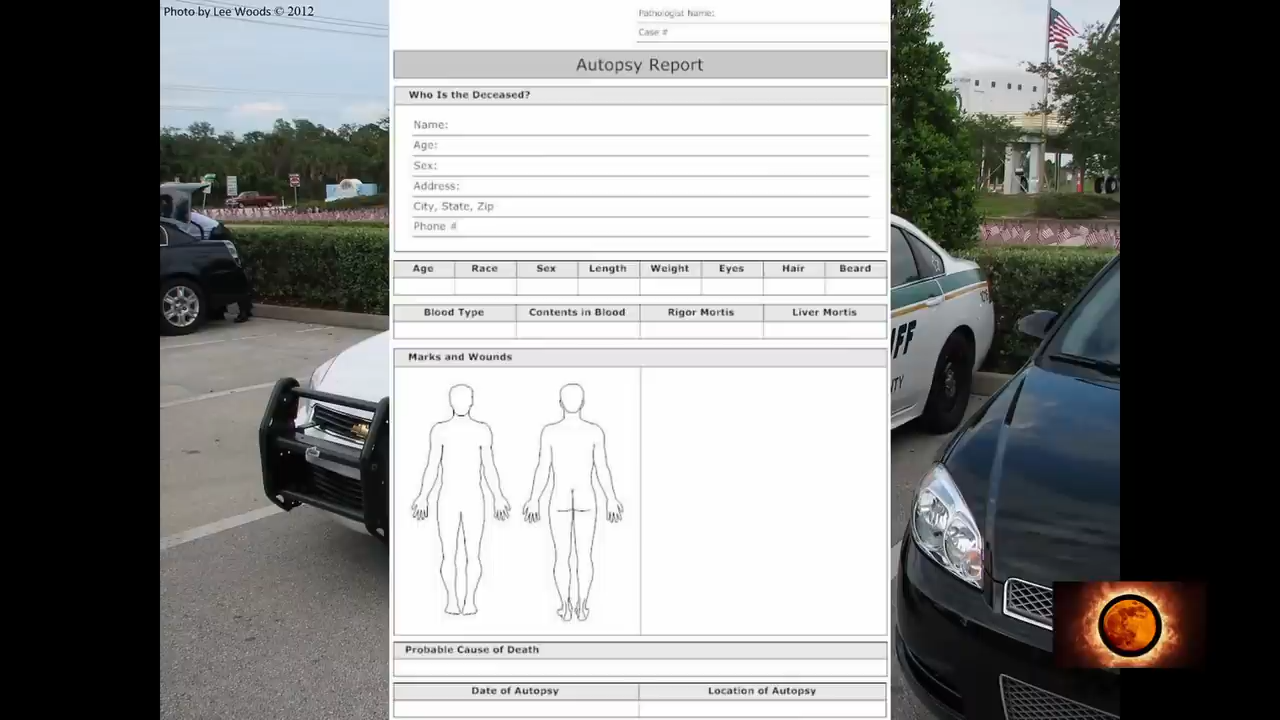 Photo by Lee Woods © 2012
Pathologist Name:
Case #
Autopsy Report
Who Is the Deceased?
Name:
Age:
Sex:
Address:
City, State, Zip
Phone #
Age Race Sex Length Weight Eyes Hair Beard
Blood Type Contents in Blood Rigor Mortis Liver Mortis
Marks and Wounds
IFF
TY
Probable Cause of Death
Date of Autopsy Location of Autopsy